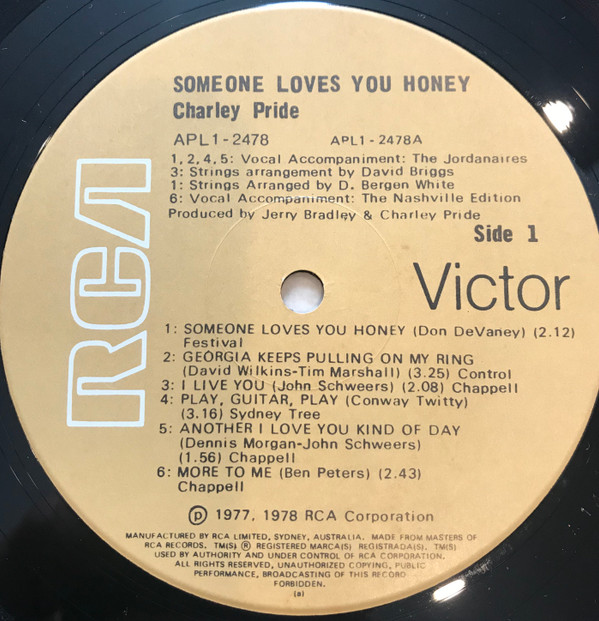 SOMEONE LOVES YOU HONEY
Charley Pride
APL1-2478 APL1-2478A
1, 2, 4, 5: Vocal Accompaniment: The Jordanaires
3: Strings arrangement by David Briggs
1: Strings Arranged by D. Bergen White
6: Vocal Accompaniment: The Nashville Edition
Produced by Jerry Bradley & Charley Pride
Side 1
RCA
Victor
1: SOMEONE LOVES YOU HONEY (Don DeVaney) (2.12)
Festival
2: GEORGIA KEEPS PULLING ON MY RING
(David Wilkins-Tim Marshall) (3.25) Control
3: I LIVE YOU (John Schweers) (2.08) Chappell
4: PLAY, GUITAR, PLAY (Conway Twitty)
(3.16) Sydney Tree
5: ANOTHER I LOVE YOU KIND OF DAY
(Dennis Morgan-John Schweers)
(1.56) Chappell
6: MORE TO ME (Ben Peters) (2.43)
Chappell
℗ 1977, 1978 RCA Corporation
MANUFACTURED BY RCA LIMITED, SYDNEY, AUSTRALIA. MADE FROM MASTERS OF
RCA RECORDS. TM(S) ® REGISTERED MARCA(S) REGISTRADA(S). TM(S)
USED BY AUTHORITY AND UNDER CONTROL OF RCA CORPORATION.
ALL RIGHTS RESERVED, UNAUTHORIZED COPYING, PUBLIC
PERFORMANCE, BROADCASTING OF THIS RECORD
FORBIDDEN.
(a)